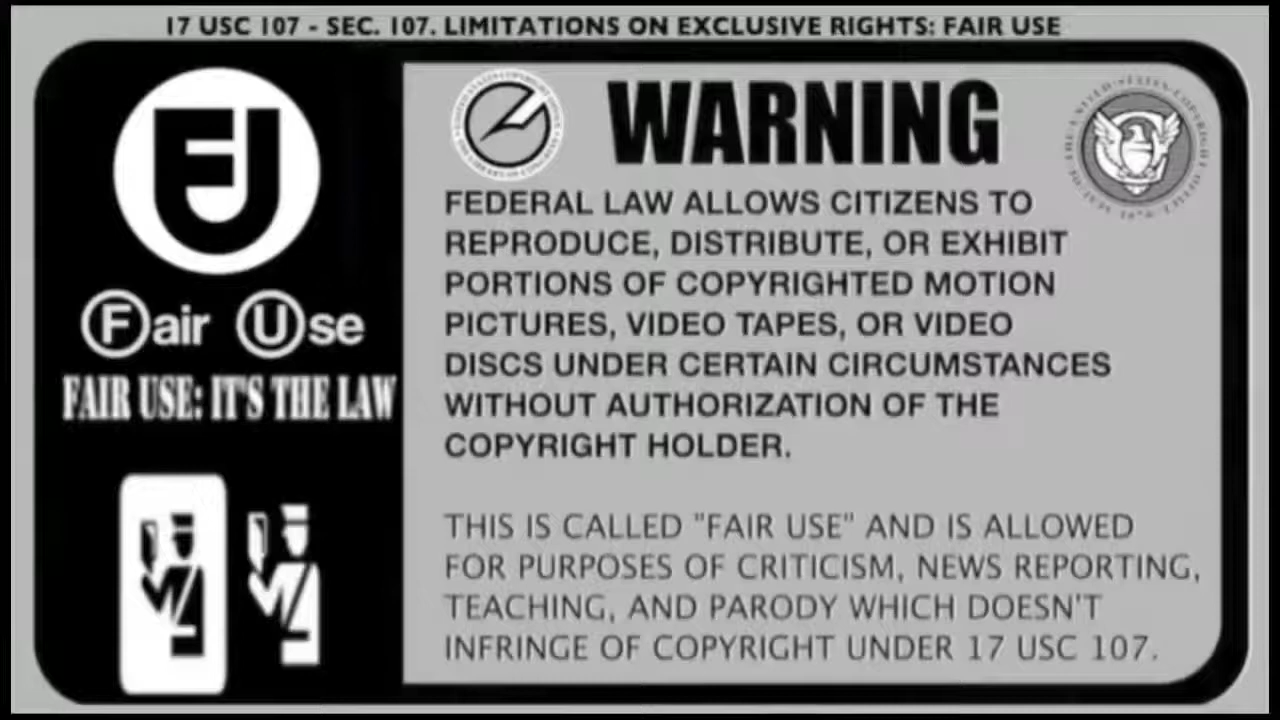 17 USC 107 - SEC. 107. LIMITATIONS ON EXCLUSIVE RIGHTS: FAIR USE
WARNING
FEDERAL LAW ALLOWS CITIZENS TO
REPRODUCE, DISTRIBUTE, OR EXHIBIT
PORTIONS OF COPYRIGHTED MOTION
PICTURES, VIDEO TAPES, OR VIDEO
DISCS UNDER CERTAIN CIRCUMSTANCES
WITHOUT AUTHORIZATION OF THE
COPYRIGHT HOLDER.
THIS IS CALLED "FAIR USE" AND IS ALLOWED
FOR PURPOSES OF CRITICISM, NEWS REPORTING,
TEACHING, AND PARODY WHICH DOESN'T
INFRINGE OF COPYRIGHT UNDER 17 USC 107.
FU
Fair Use
FAIR USE: IT'S THE LAW